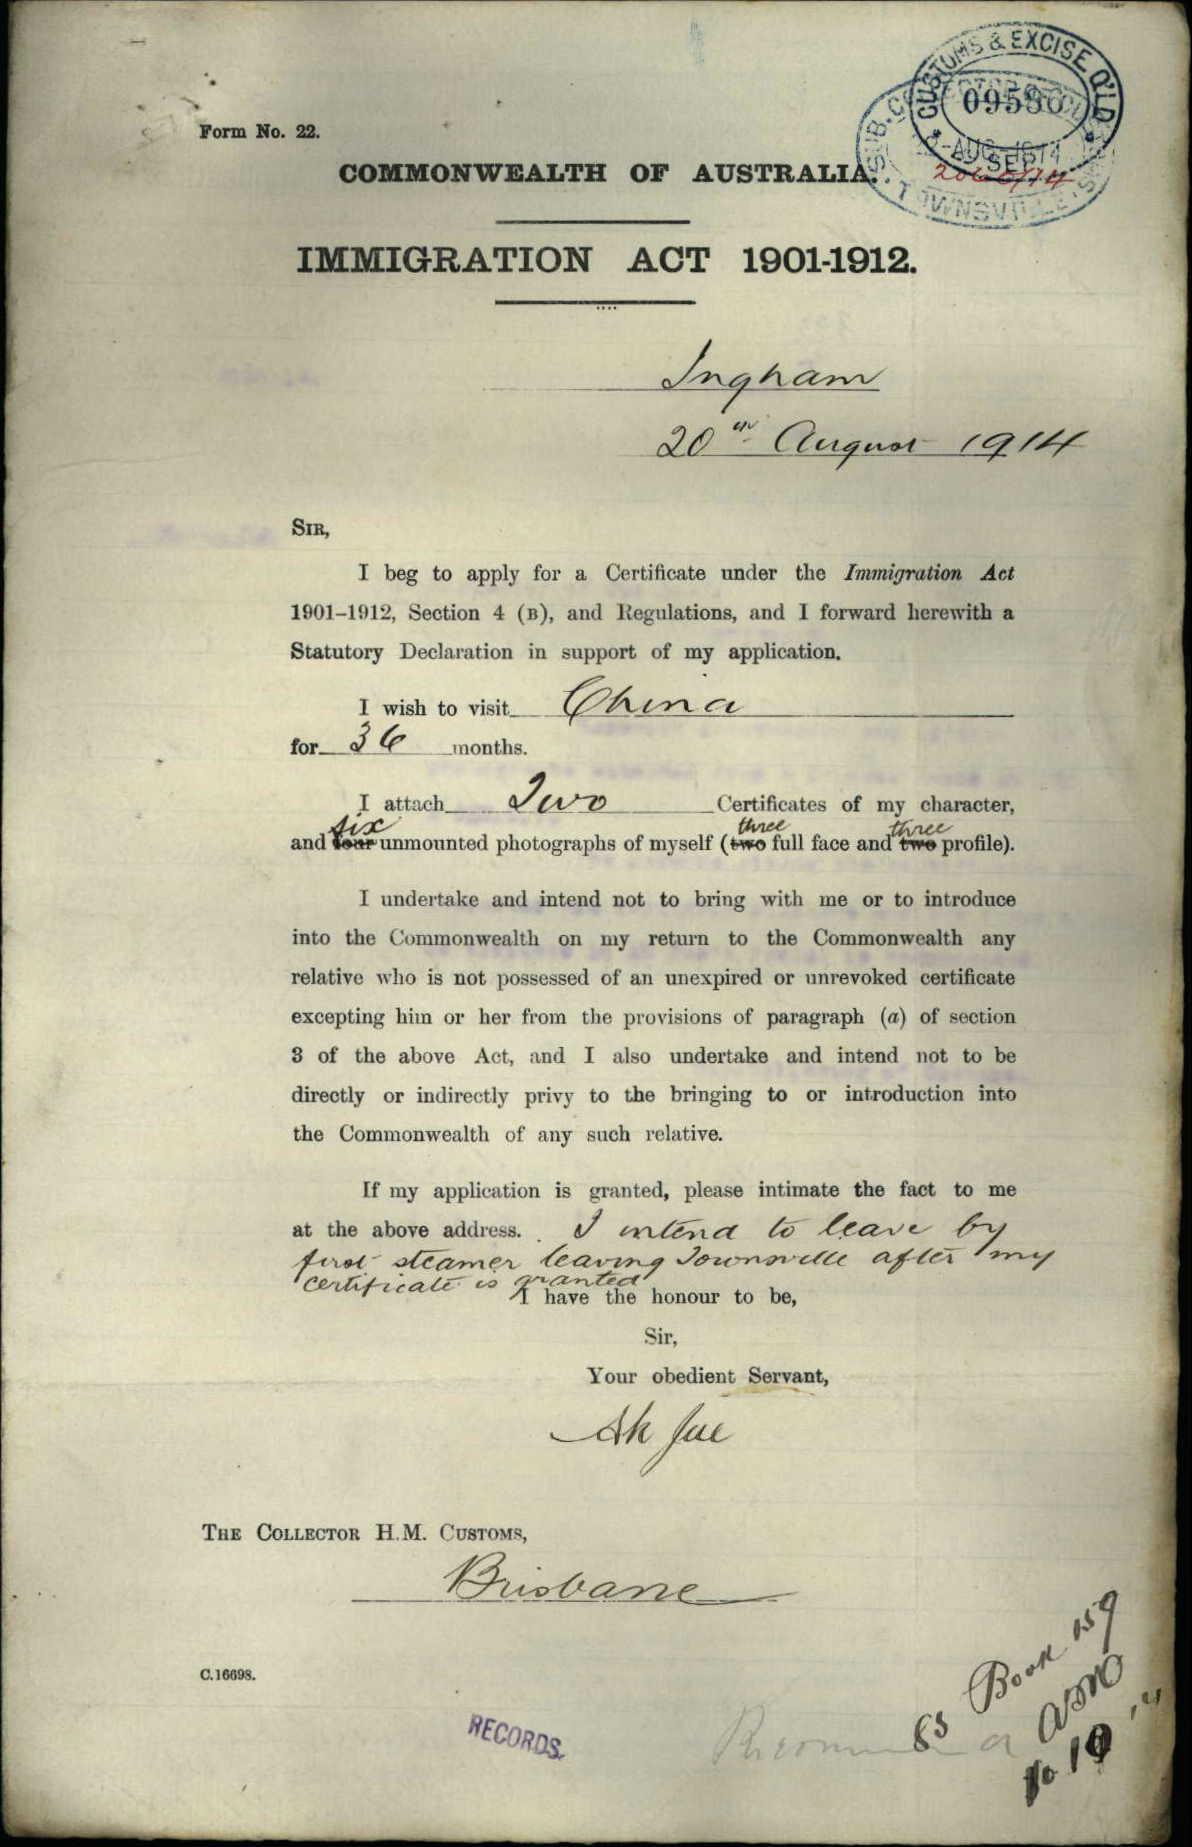 CUSTOMS & EXCISE Q'LD
09586
SEP
TOWNSVILLE
Form No. 22.
COMMONWEALTH OF AUSTRALIA.
IMMIGRATION ACT 1901-1912.
Ingham
20th August 1914
SIR,
I beg to apply for a Certificate under the Immigration Act
1901–1912, Section 4 (B), and Regulations, and I forward herewith a
Statutory Declaration in support of my application.
I wish to visit China
for 36 months.
I attach Two Certificates of my character,
six three three
and four unmounted photographs of myself (two full face and two profile).
I undertake and intend not to bring with me or to introduce
into the Commonwealth on my return to the Commonwealth any
relative who is not possessed of an unexpired or unrevoked certificate
excepting him or her from the provisions of paragraph (a) of section
3 of the above Act, and I also undertake and intend not to be
directly or indirectly privy to the bringing to or introduction into
the Commonwealth of any such relative.
If my application is granted, please intimate the fact to me
at the above address. I intend to leave by
first steamer leaving Townsville after my
certificate is granted
I have the honour to be,
Sir,
Your obedient Servant,
Ah Jue
THE COLLECTOR H.M. CUSTOMS,
Brisbane
C.16698.
RECORDS.
Book 159